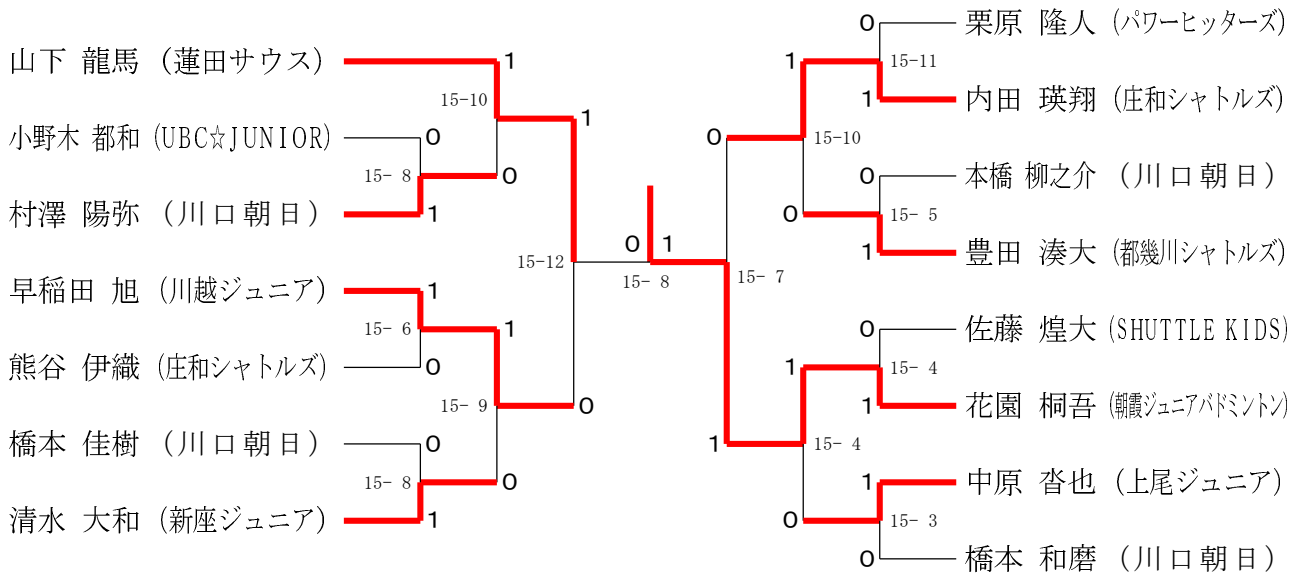 山下 龍馬 (蓮田サウス)
1
15-10
1
小野木 都和 (UBC☆JUNIOR)
0
15- 8
0
村澤 陽弥 (川口朝日)
1
15-12
早稲田 旭 (川越ジュニア)
1
15- 6
1
熊谷 伊織 (庄和シャトルズ)
0
15- 9
0
橋本 佳樹 (川口朝日)
0
15- 8
0
清水 大和 (新座ジュニア)
1
0 1
15- 8
0 栗原 隆人 (パワーヒッターズ)
1
15-11
1 内田 瑛翔 (庄和シャトルズ)
0
15-10
0 本橋 柳之介 (川口朝日)
0
15- 5
1 豊田 湊大 (都幾川シャトルズ)
15- 7
0 佐藤 煌大 (SHUTTLE KIDS)
1
15- 4
1 花園 桐吾 (朝霞ジュニアバドミントン)
1
15- 4
1 中原 沓也 (上尾ジュニア)
0
15- 3
0 橋本 和磨 (川口朝日)